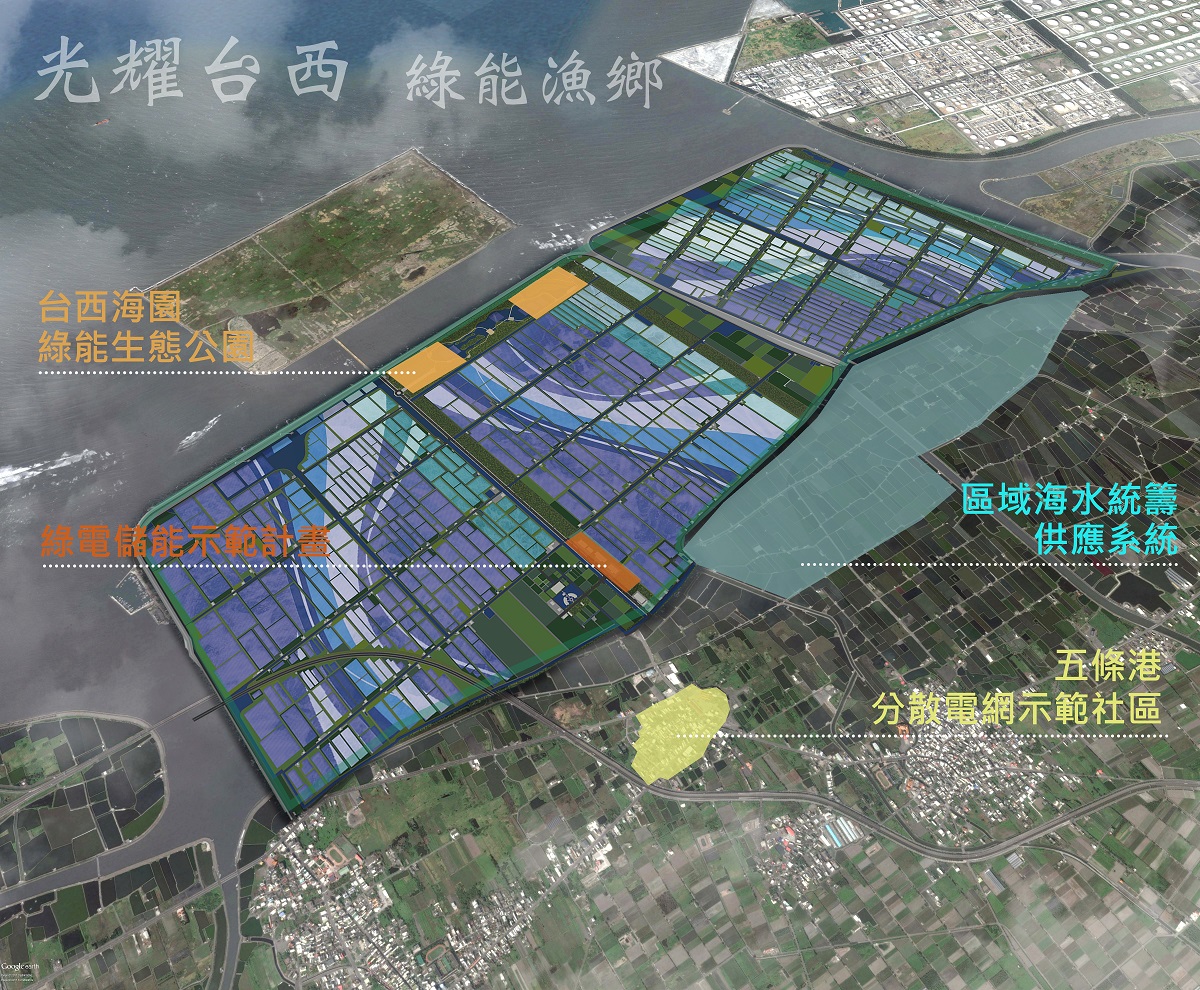 光耀台西 綠能漁鄉
台西海園
綠能生態公園
綠電儲能示範計畫
區域海水統籌
供應系統
五條港
分散電網示範社區
Google earth